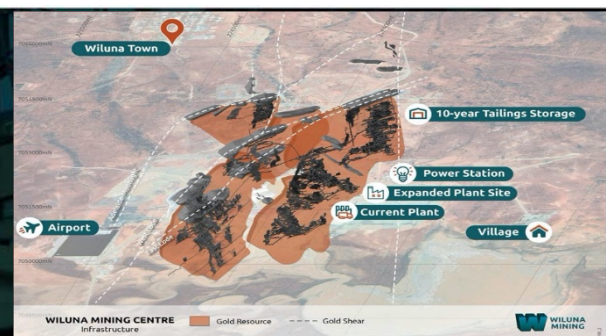 Wiluna Town
10-year Tailings Storage
Power Station
Expanded Plant Site
Current Plant
Airport
Village
WILUNA MINING CENTRE
Infrastructure
Gold Resource
Gold Shear
WILUNA
MINING